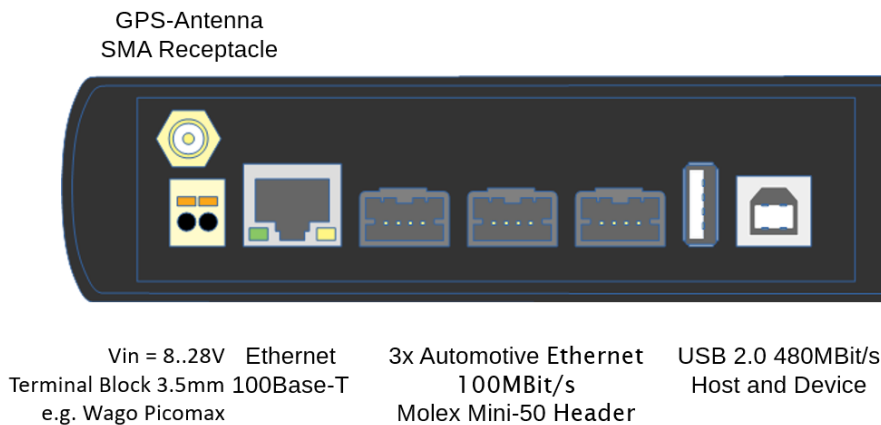 GPS-Antenna
SMA Receptacle
Vin = 8..28V
Terminal Block 3.5mm
e.g. Wago Picomax
Ethernet
100Base-T
3x Automotive Ethernet
100MBit/s
Molex Mini-50 Header
USB 2.0 480MBit/s
Host and Device